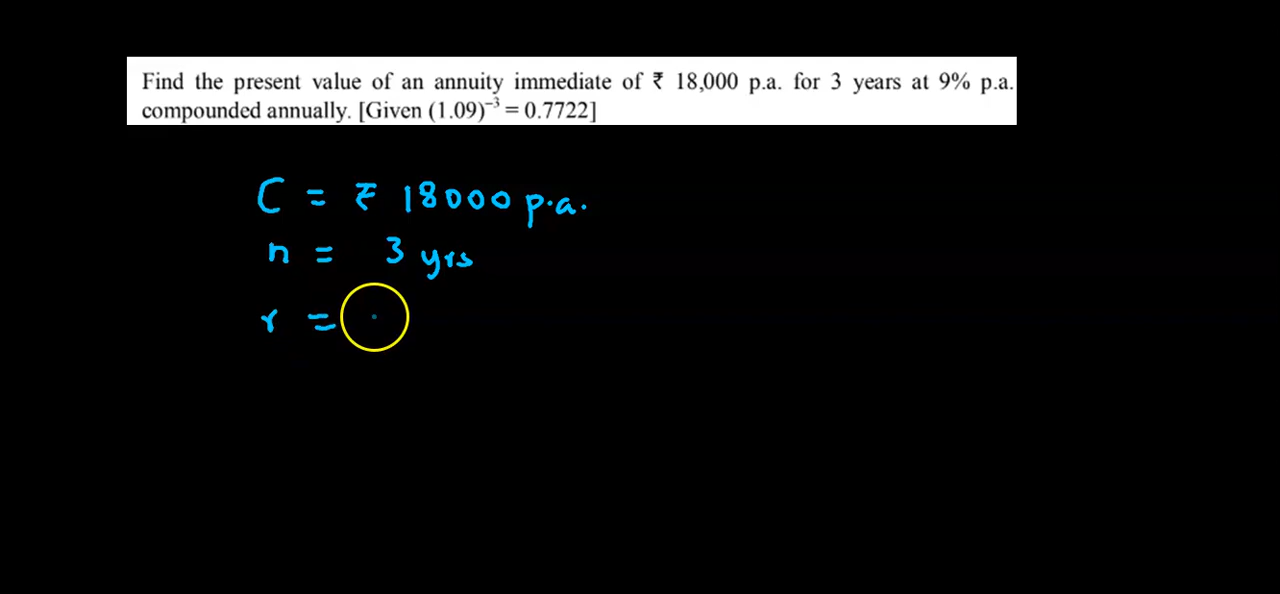 Find the present value of an annuity immediate of ₹ 18,000 p.a. for 3 years at 9% p.a.
compounded annually. [Given (1.09)⁻³ = 0.7722]
C = ₹ 18000 p.a.
n = 3 yrs
r =